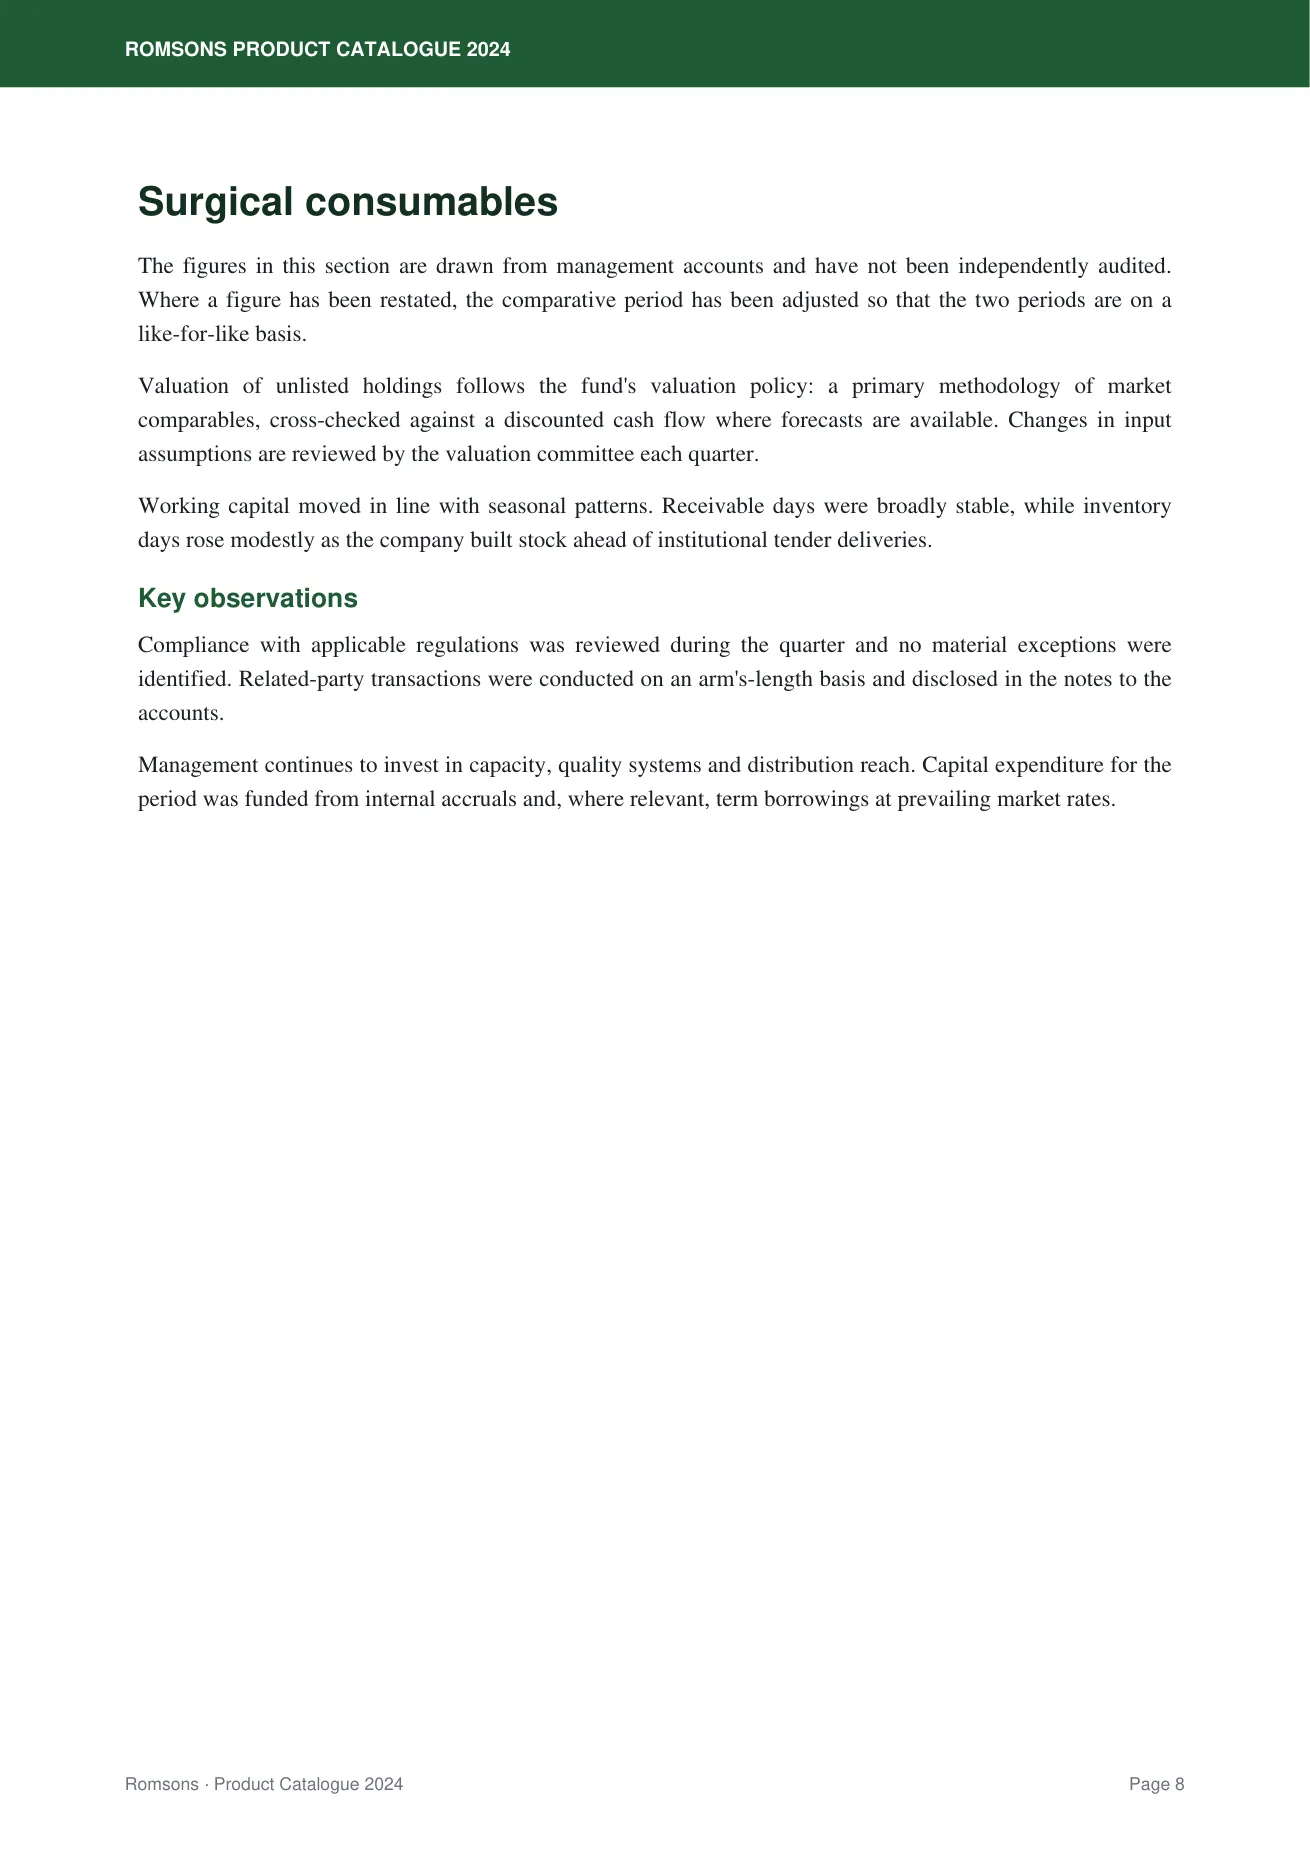 ROMSONS PRODUCT CATALOGUE 2024
Surgical consumables
The figures in this section are drawn from management accounts and have not been independently audited.
Where a figure has been restated, the comparative period has been adjusted so that the two periods are on a
like-for-like basis.
Valuation of unlisted holdings follows the fund's valuation policy: a primary methodology of market
comparables, cross-checked against a discounted cash flow where forecasts are available. Changes in input
assumptions are reviewed by the valuation committee each quarter.
Working capital moved in line with seasonal patterns. Receivable days were broadly stable, while inventory
days rose modestly as the company built stock ahead of institutional tender deliveries.
Key observations
Compliance with applicable regulations was reviewed during the quarter and no material exceptions were
identified. Related-party transactions were conducted on an arm's-length basis and disclosed in the notes to the
accounts.
Management continues to invest in capacity, quality systems and distribution reach. Capital expenditure for the
period was funded from internal accruals and, where relevant, term borrowings at prevailing market rates.
Romsons · Product Catalogue 2024
Page 8